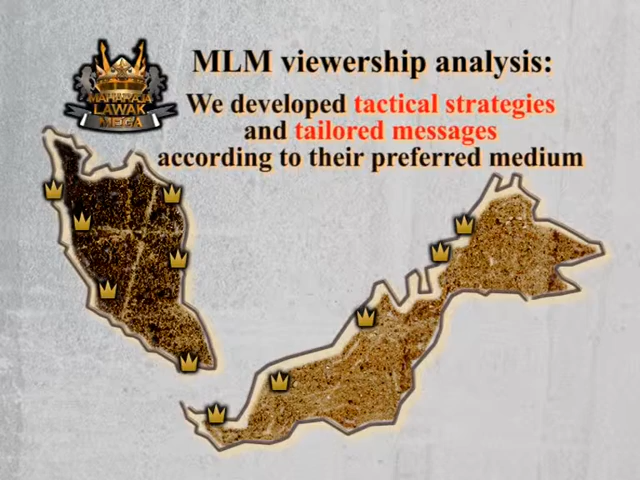 MLM viewership analysis:
MAHARAJA
LAWAK
MEGA
We developed tactical strategies
and tailored messages
according to their preferred medium